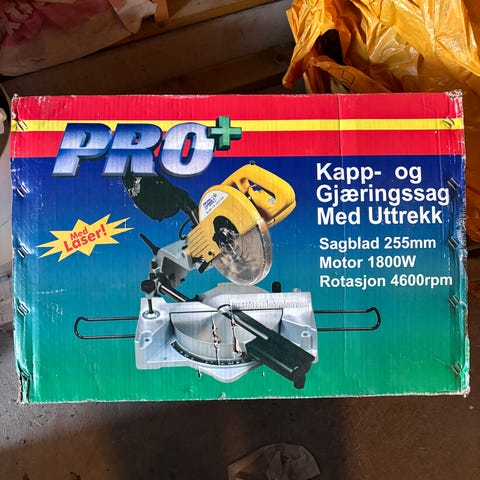 PRO+
Kapp- og
Gjæringssag
Med Uttrekk
Med
Laser!
Sagblad 255mm
Motor 1800W
Rotasjon 4600rpm